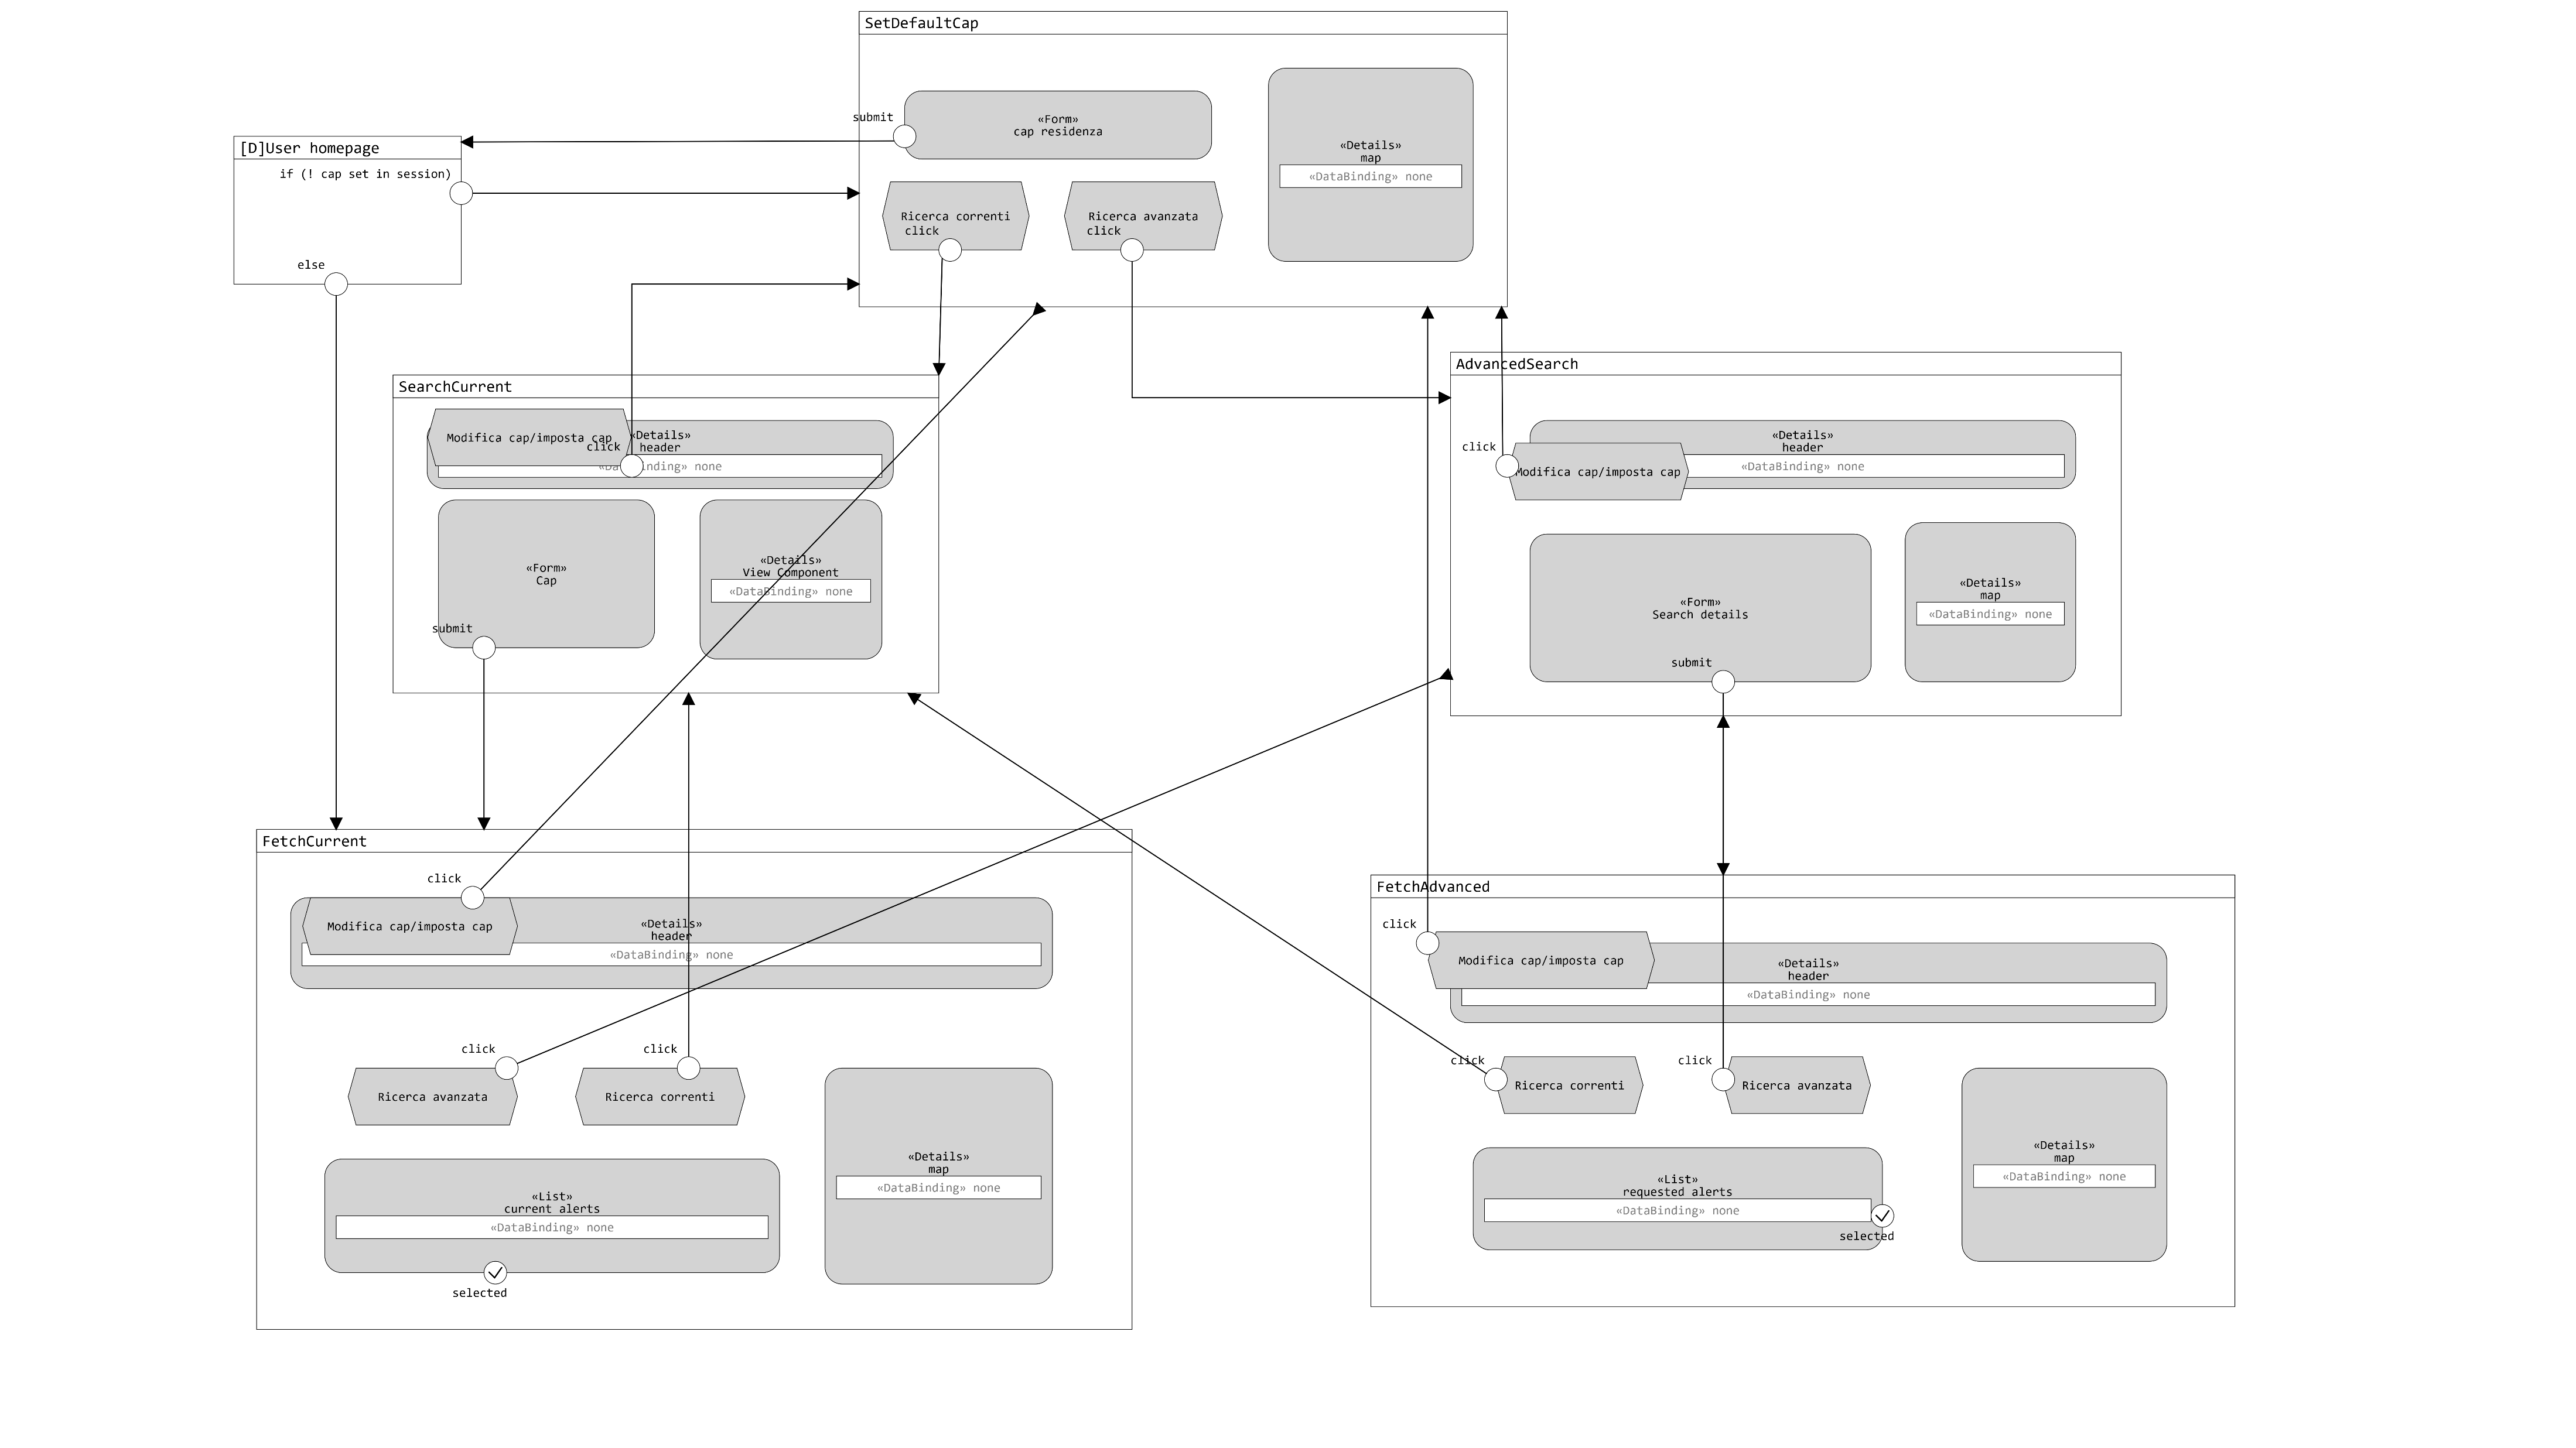 SetDefaultCap
submit
«Form»
cap residenza
«Details»
map
«DataBinding» none
Ricerca correnti
click
Ricerca avanzata
click
[D]User homepage
if (! cap set in session)
else
SearchCurrent
Modifica cap/imposta cap
click
«Details»
header
«DataBinding» none
«Form»
Cap
submit
«Details»
View Component
«DataBinding» none
AdvancedSearch
click
Modifica cap/imposta cap
«Details»
header
«DataBinding» none
«Form»
Search details
submit
«Details»
map
«DataBinding» none
FetchCurrent
click
Modifica cap/imposta cap
«Details»
header
«DataBinding» none
click
Ricerca avanzata
click
Ricerca correnti
«List»
current alerts
«DataBinding» none
selected
«Details»
map
«DataBinding» none
FetchAdvanced
click
Modifica cap/imposta cap
«Details»
header
«DataBinding» none
click
Ricerca correnti
click
Ricerca avanzata
«List»
requested alerts
«DataBinding» none
selected
«Details»
map
«DataBinding» none